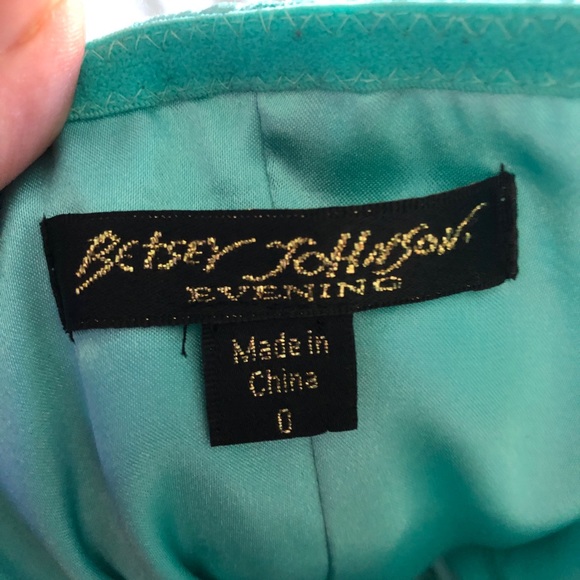 BETSEY JOHNSON.
EVENING
Made in
China
0